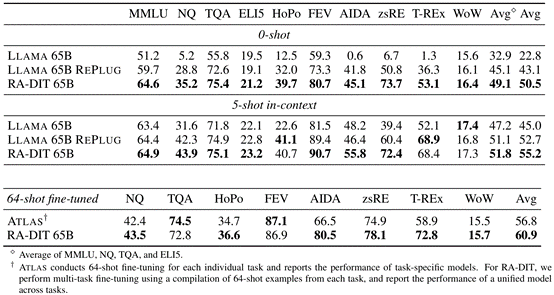 MMLU NQ TQA ELI5 HoPo FEV AIDA zsRE T-REx WoW Avg◇ Avg
0-shot
LLAMA 65B 51.2 5.2 55.8 19.5 12.5 59.3 0.6 6.7 1.3 15.6 32.9 22.8
LLAMA 65B REPLUG 59.7 28.8 72.6 19.1 32.0 73.3 41.8 50.8 36.3 16.1 45.1 43.1
RA-DIT 65B 64.6 35.2 75.4 21.2 39.7 80.7 45.1 73.7 53.1 16.4 49.1 50.5
5-shot in-context
LLAMA 65B 63.4 31.6 71.8 22.1 22.6 81.5 48.2 39.4 52.1 17.4 47.2 45.0
LLAMA 65B REPLUG 64.4 42.3 74.9 22.8 41.1 89.4 46.4 60.4 68.9 16.8 51.1 52.7
RA-DIT 65B 64.9 43.9 75.1 23.2 40.7 90.7 55.8 72.4 68.4 17.3 51.8 55.2
64-shot fine-tuned NQ TQA HoPo FEV AIDA zsRE T-REx WoW Avg
ATLAS† 42.4 74.5 34.7 87.1 66.5 74.9 58.9 15.5 56.8
RA-DIT 65B 43.5 72.8 36.6 86.9 80.5 78.1 72.8 15.7 60.9
◇ Average of MMLU, NQ, TQA, and ELI5.
† ATLAS conducts 64-shot fine-tuning for each individual task and reports the performance of task-specific models. For RA-DIT, we
perform multi-task fine-tuning using a compilation of 64-shot examples from each task, and report the performance of a unified model
across tasks.